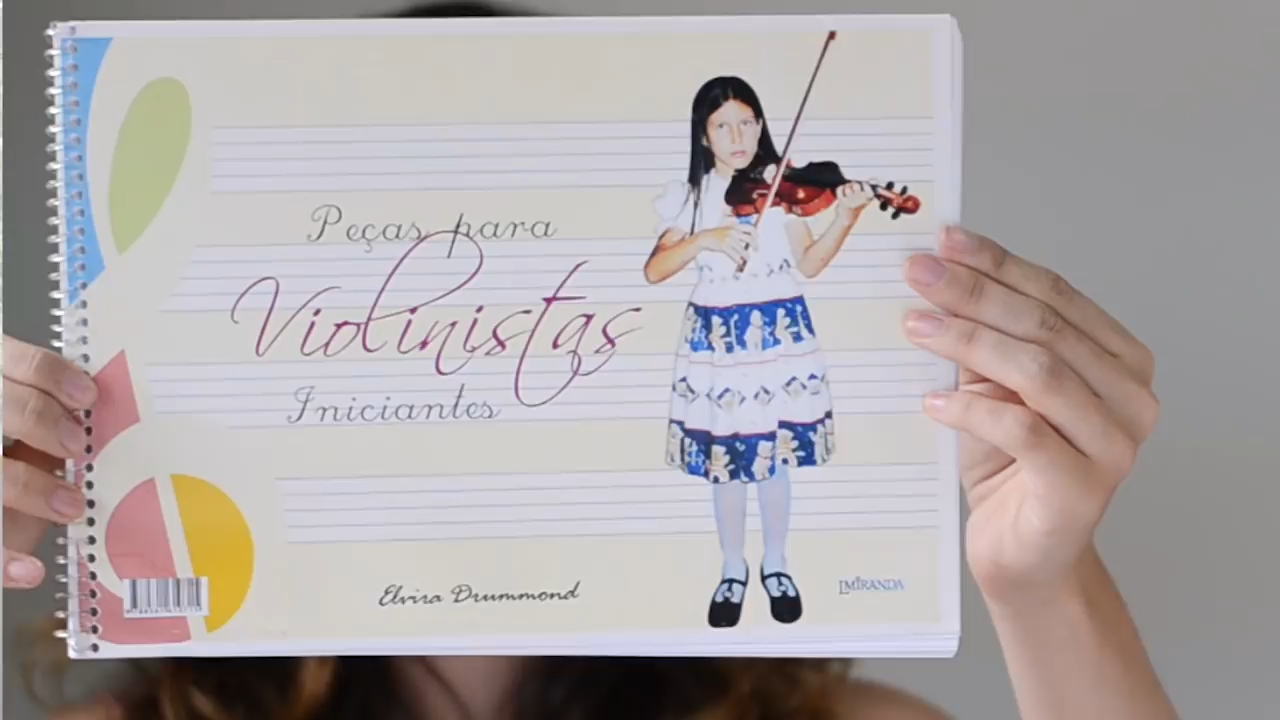 Peças para
Violinistas
Iniciantes
Elvira Drummond
LMIRANDA